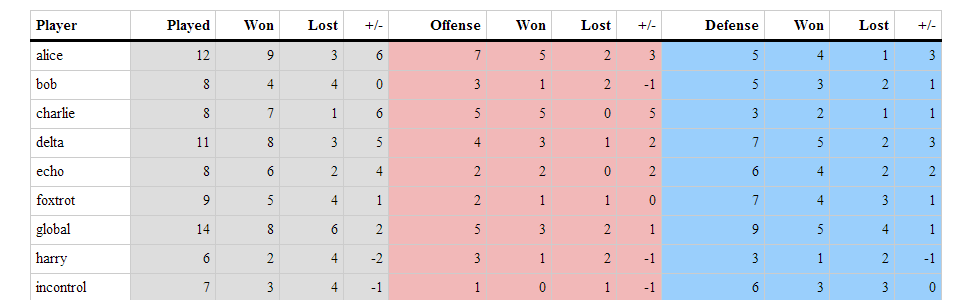 Player Played Won Lost +/- Offense Won Lost +/- Defense Won Lost +/-
alice 12 9 3 6 7 5 2 3 5 4 1 3
bob 8 4 4 0 3 1 2 -1 5 3 2 1
charlie 8 7 1 6 5 5 0 5 3 2 1 1
delta 11 8 3 5 4 3 1 2 7 5 2 3
echo 8 6 2 4 2 2 0 2 6 4 2 2
foxtrot 9 5 4 1 2 1 1 0 7 4 3 1
global 14 8 6 2 5 3 2 1 9 5 4 1
harry 6 2 4 -2 3 1 2 -1 3 1 2 -1
incontrol 7 3 4 -1 1 0 1 -1 6 3 3 0